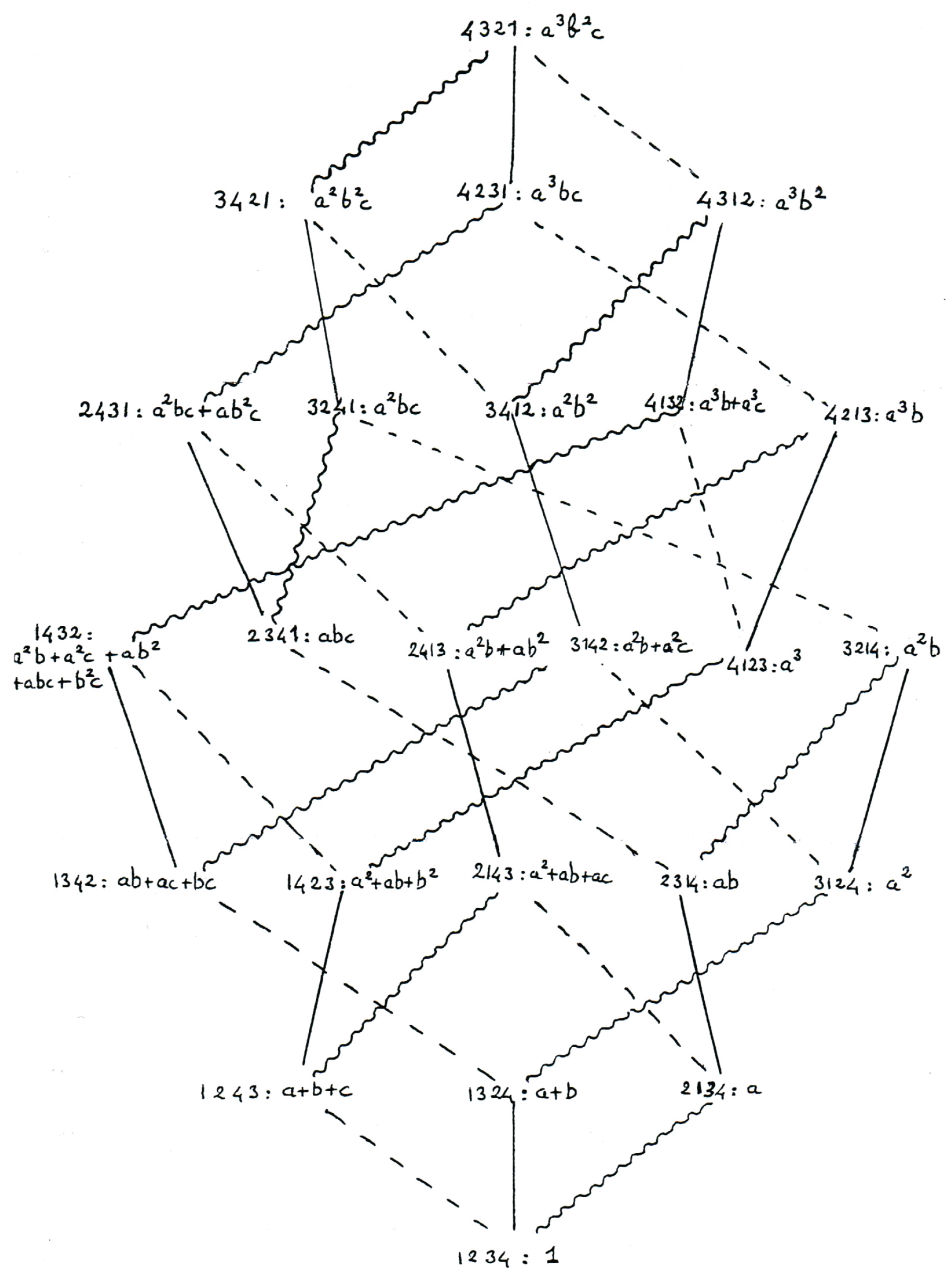 4321: a³b²c
3421: a²b²c
4231: a³bc
4312: a³b²
2431: a²bc+ab²c
3241: a²bc
3412: a²b²
4132: a³b+a³c
4213: a³b
1432:
a²b+a²c+ab²
+abc+b²c
2341: abc
2413: a²b+ab²
3142: a²b+a²c
4123: a³
3214: a²b
1342: ab+ac+bc
1423: a²+ab+b²
2143: a²+ab+ac
2314: ab
3124: a²
1243: a+b+c
1324: a+b
2134: a
1234: 1